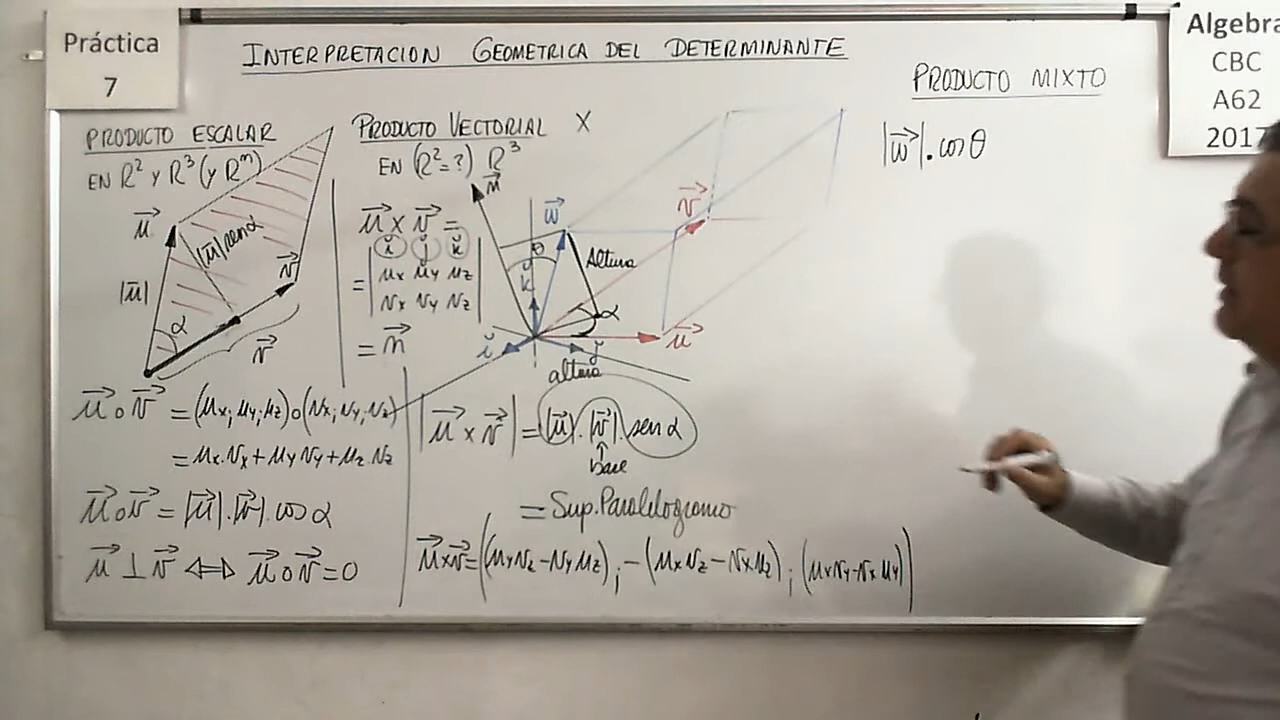 Práctica
7
INTERPRETACION GEOMETRICA DEL DETERMINANTE
Algebra
CBC
A62
2017
PRODUCTO ESCALAR
EN R² y R³ (y Rⁿ)
u⃗
|u⃗|
|u⃗| sen α
α
v⃗
v⃗
u⃗ ∘ v⃗ = (ux; uy; uz) ∘ (vx; vy; vz)
= ux.vx + uy vy + uz.vz
u⃗ ∘ v⃗ = |u⃗|.|v⃗|.cos α
u⃗ ⊥ v⃗ ⟺ u⃗ ∘ v⃗ = 0
PRODUCTO VECTORIAL X
EN (R² = ?) R³
u⃗ x v⃗ =
= | ǐ ǰ ǩ |
| ux uy uz |
| vx vy vz |
= n⃗
n⃗
w⃗
θ
ǩ
Altura
v⃗
α
u⃗
ǐ
ǰ
altura
|u⃗ x v⃗| = |u⃗|.|v⃗|.sen α
↑
base
= Sup. Paralelogramo
u⃗ x v⃗ = ((uy vz - vy uz); -(ux vz - vx uz); (ux vy - vx uy))
PRODUCTO MIXTO
|w⃗|.cos θ